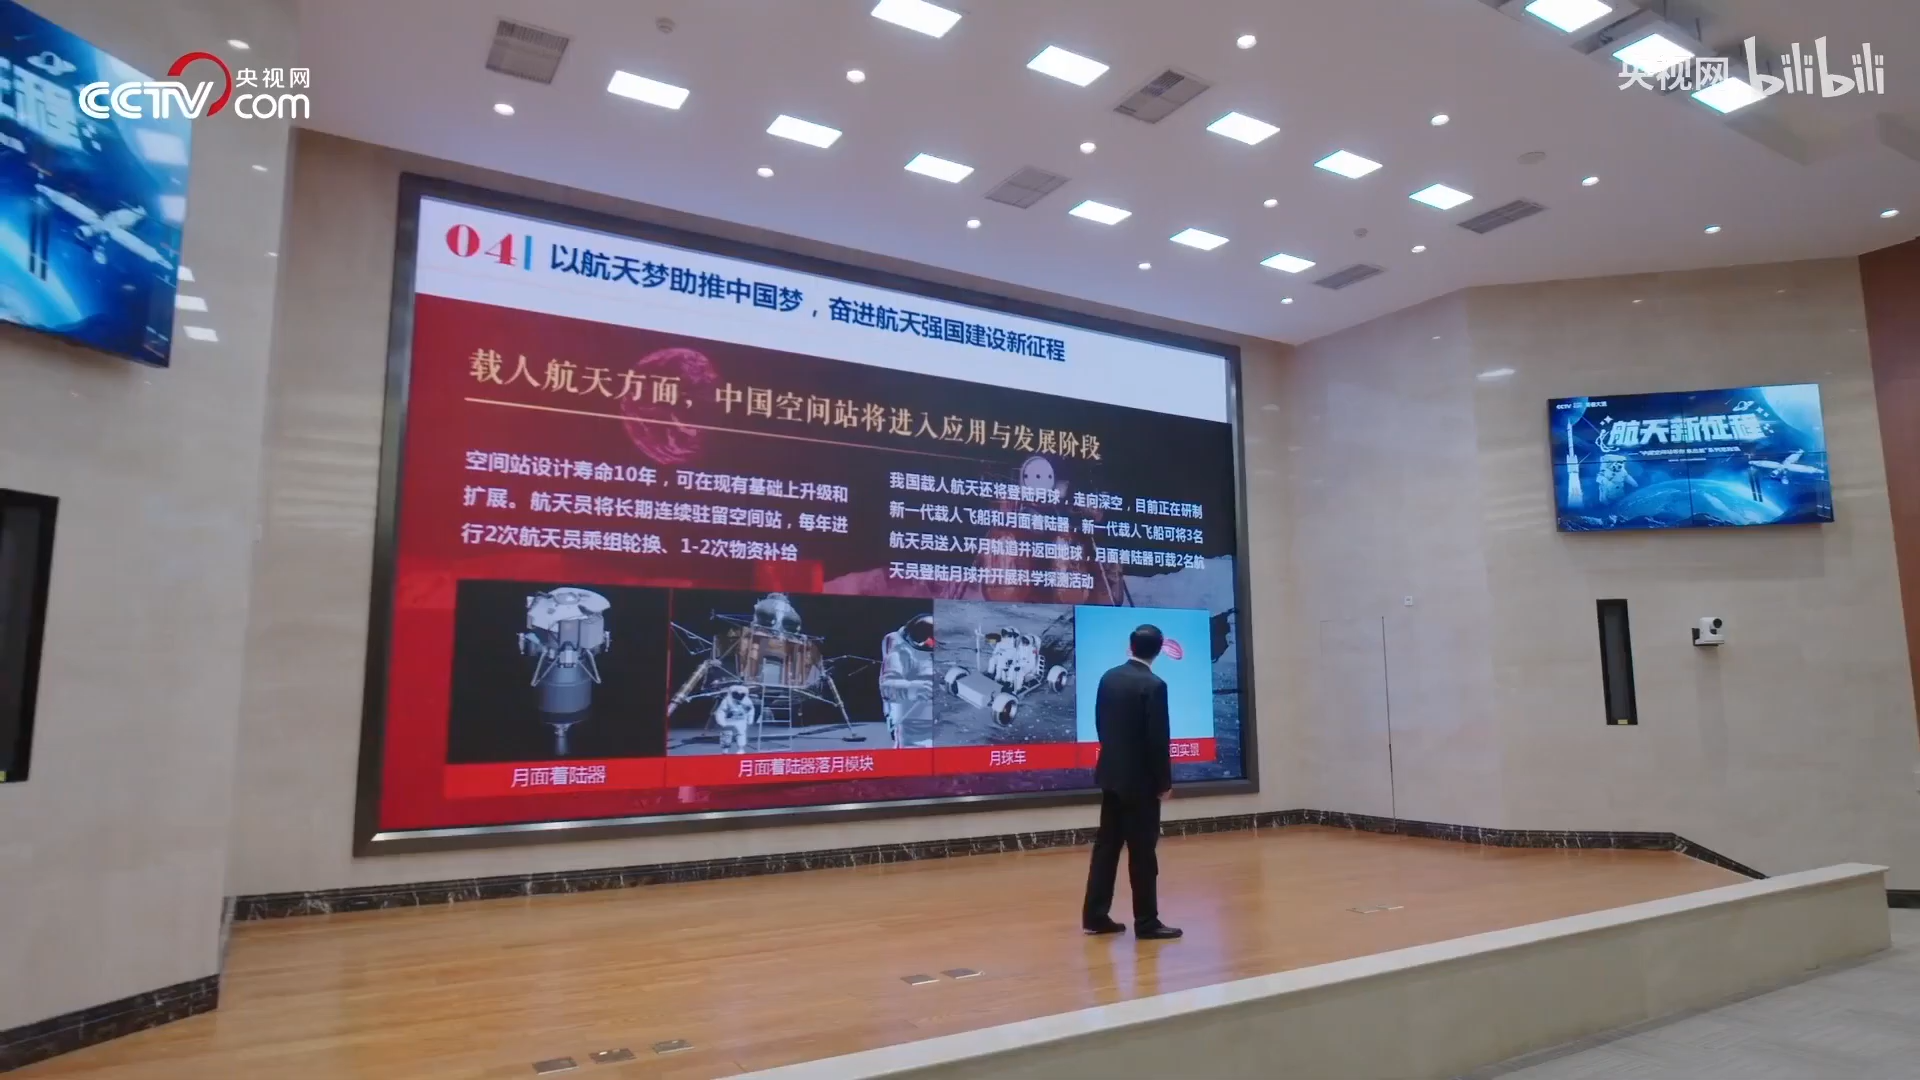 CCTV 央视网
com
央视网 bilibili
04 以航天梦助推中国梦，奋进航天强国建设新征程
载人航天方面，中国空间站将进入应用与发展阶段
空间站设计寿命10年，可在现有基础上升级和
扩展。航天员将长期连续驻留空间站，每年进
行2次航天员乘组轮换、1-2次物资补给
我国载人航天还将登陆月球，走向深空，目前正在研制
新一代载人飞船和月面着陆器，新一代载人飞船可将3名
航天员送入环月轨道并返回地球，月面着陆器可载2名航
天员登陆月球并开展科学探测活动
月面着陆器
月面着陆器落月模块
月球车
回实景
航天新征程